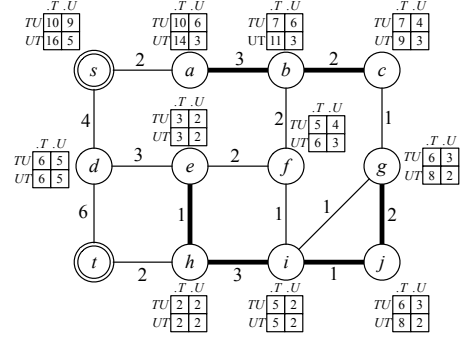 .T .U .T .U .T .U .T .U
TU 10 9 TU 10 6 TU 7 6 TU 7 4
UT 16 5 UT 14 3 UT 11 3 UT 9 3
s 2 a 3 b 2 c
.T .U
4 TU 3 2 2 .T .U 1
UT 3 2 TU 5 4
.T .U UT 6 3 .T .U
TU 6 5 d 3 e 2 f g TU 6 3
UT 6 5 UT 8 2
6 1 1 1 2
t 2 h 3 i 1 j
.T .U .T .U .T .U
TU 2 2 TU 5 2 TU 6 3
UT 2 2 UT 5 2 UT 8 2